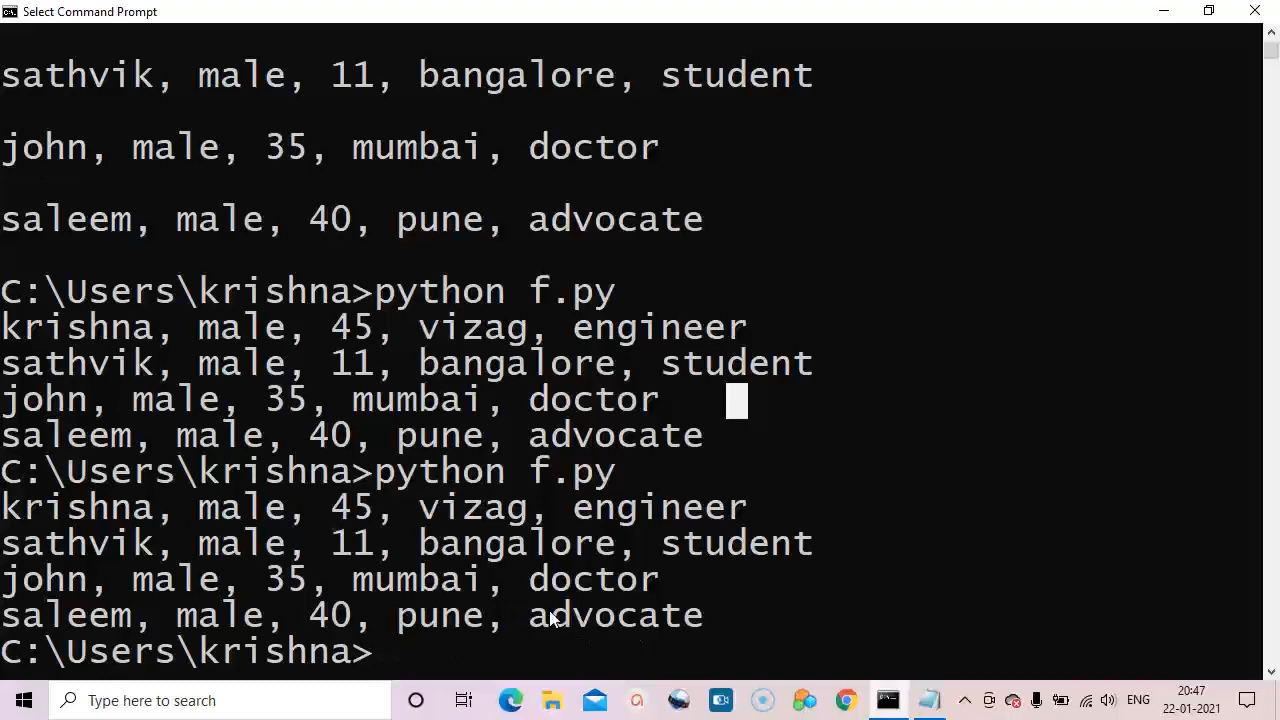 Select Command Prompt
sathvik, male, 11, bangalore, student
john, male, 35, mumbai, doctor
saleem, male, 40, pune, advocate
C:\Users\krishna>python f.py
krishna, male, 45, vizag, engineer
sathvik, male, 11, bangalore, student
john, male, 35, mumbai, doctor
saleem, male, 40, pune, advocate
C:\Users\krishna>python f.py
krishna, male, 45, vizag, engineer
sathvik, male, 11, bangalore, student
john, male, 35, mumbai, doctor
saleem, male, 40, pune, advocate
C:\Users\krishna>
Type here to search
ENG
20:47
22-01-2021